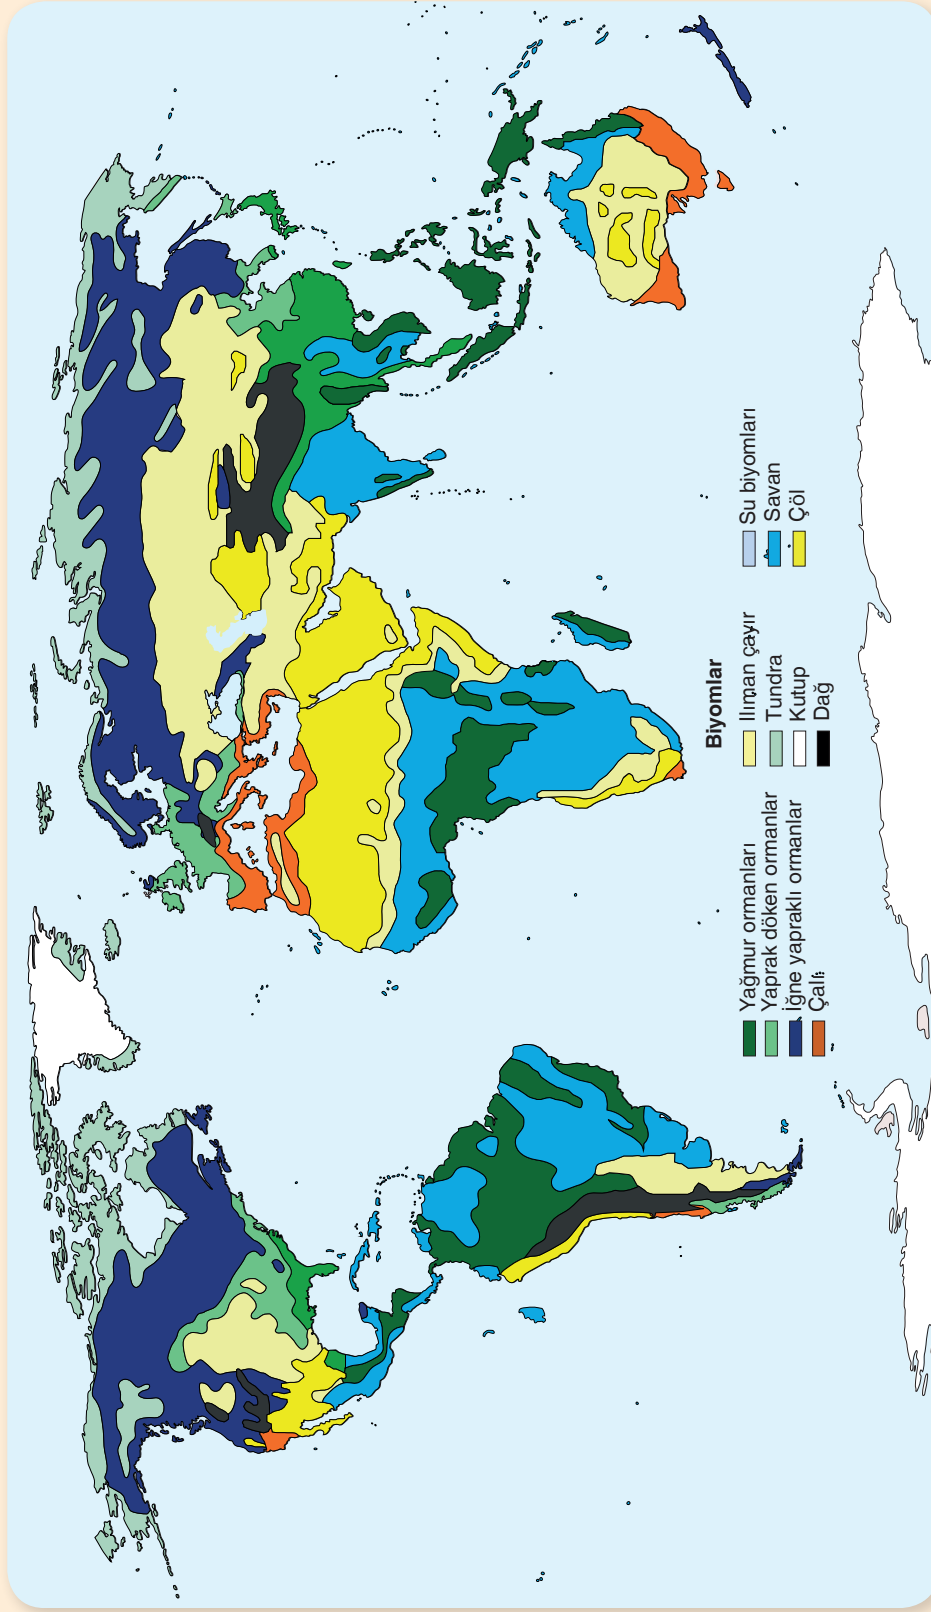 Biyomlar
Yağmur ormanları
Yaprak döken ormanlar
İğne yapraklı ormanlar
Çalı
Ilıman çayır
Tundra
Kutup
Dağ
Su biyomları
Savan
Çöl